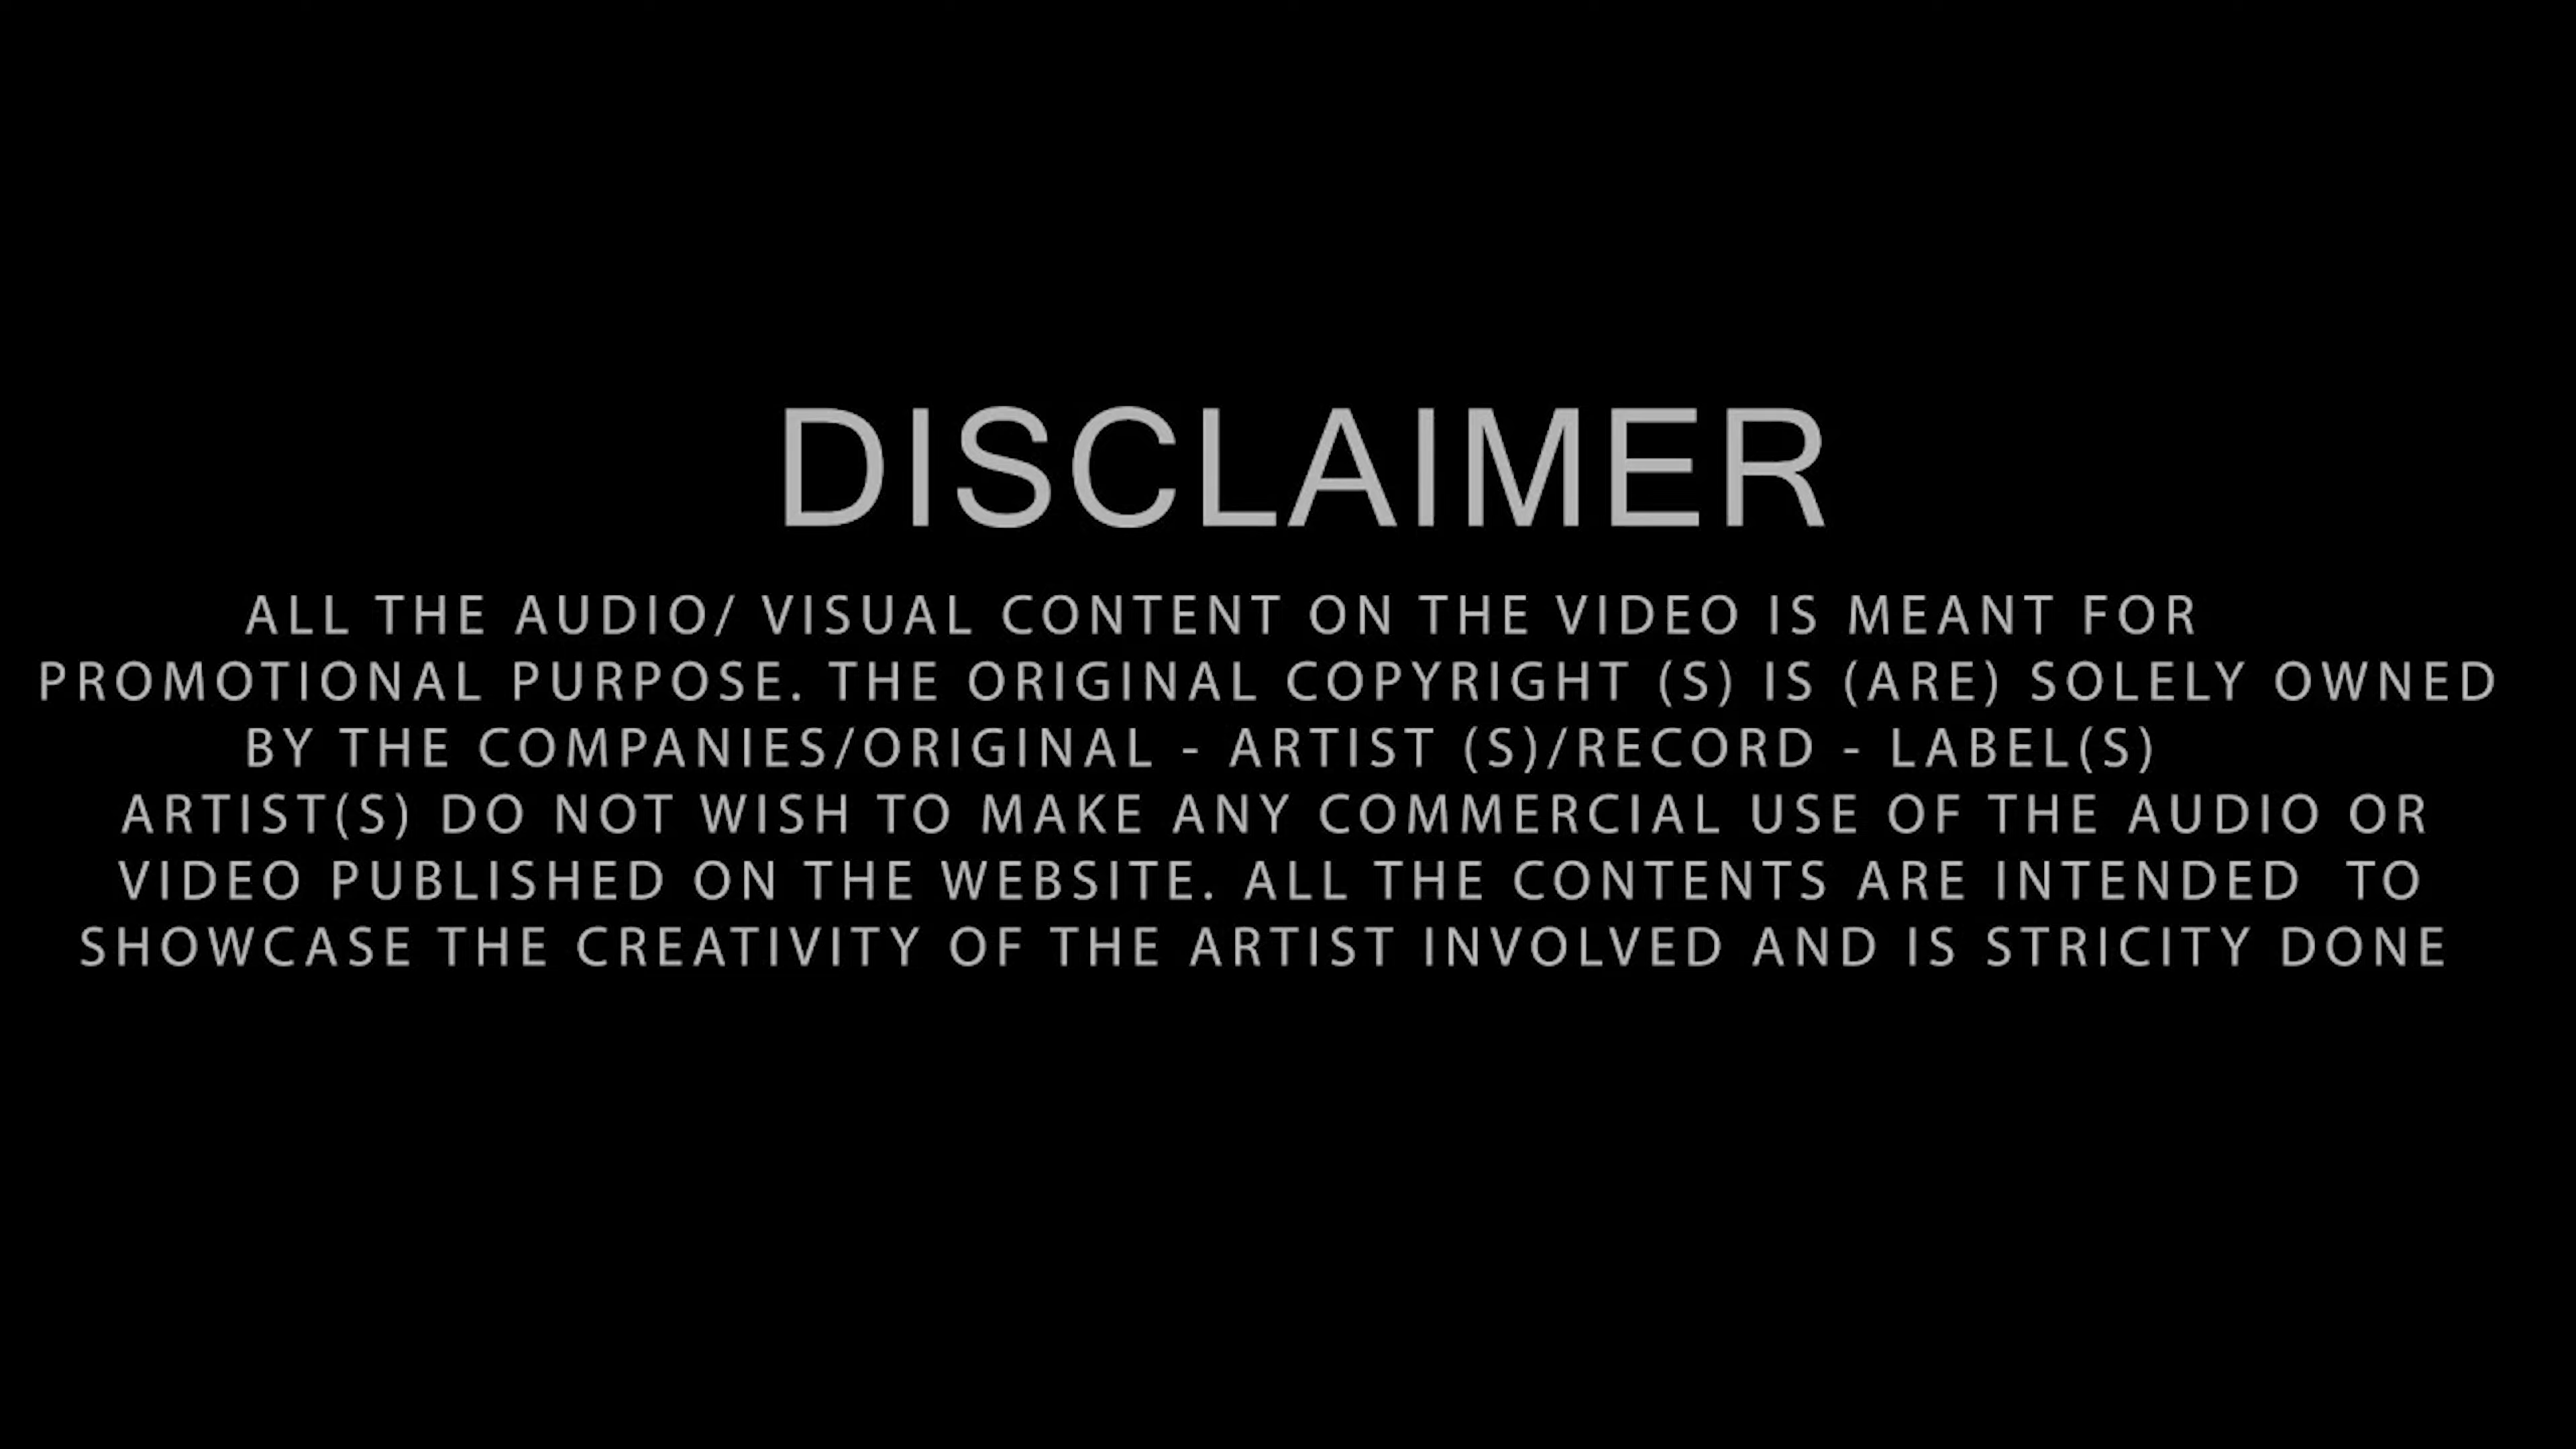 DISCLAIMER
ALL THE AUDIO/ VISUAL CONTENT ON THE VIDEO IS MEANT FOR
PROMOTIONAL PURPOSE. THE ORIGINAL COPYRIGHT (S) IS (ARE) SOLELY OWNED
BY THE COMPANIES/ORIGINAL - ARTIST (S)/RECORD - LABEL(S)
ARTIST(S) DO NOT WISH TO MAKE ANY COMMERCIAL USE OF THE AUDIO OR
VIDEO PUBLISHED ON THE WEBSITE. ALL THE CONTENTS ARE INTENDED  TO
SHOWCASE THE CREATIVITY OF THE ARTIST INVOLVED AND IS STRICITY DONE